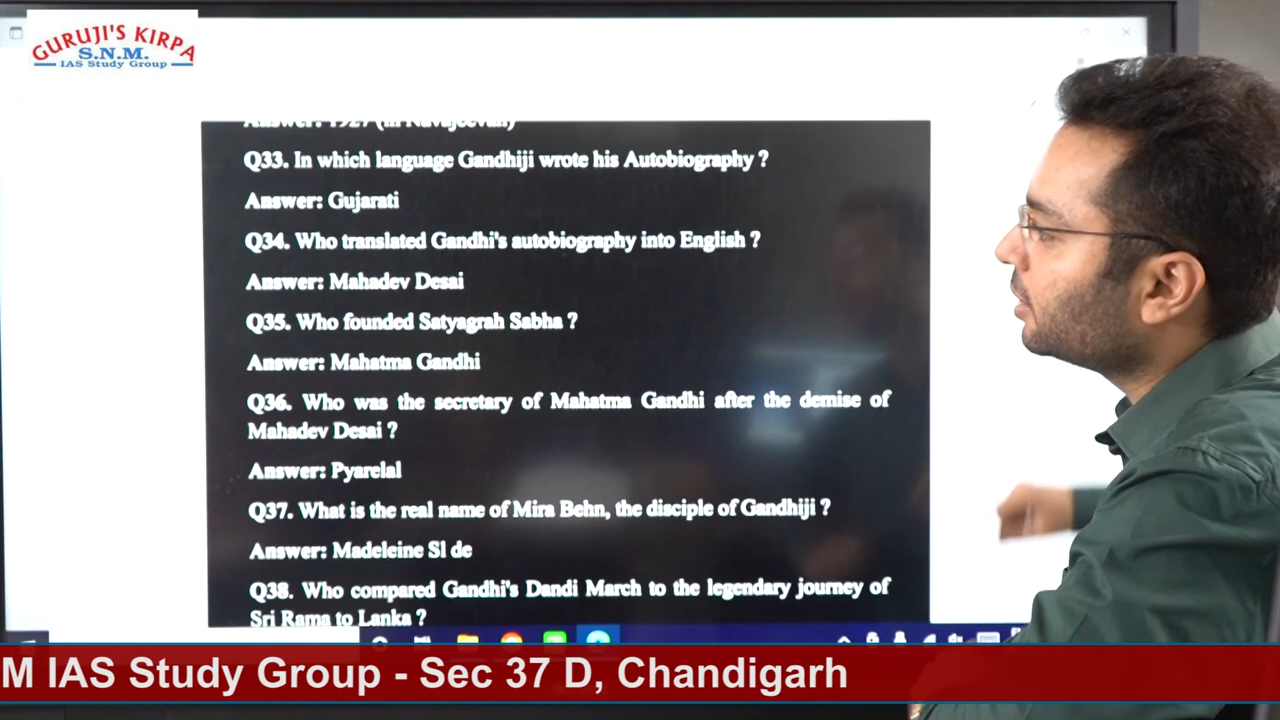 GURUJI'S KIRPA
S.N.M.
IAS Study Group
Answer: 1927 (in Navajeevan)
Q33. In which language Gandhiji wrote his Autobiography ?
Answer: Gujarati
Q34. Who translated Gandhi's autobiography into English ?
Answer: Mahadev Desai
Q35. Who founded Satyagrah Sabha ?
Answer: Mahatma Gandhi
Q36. Who was the secretary of Mahatma Gandhi after the demise of
Mahadev Desai ?
Answer: Pyarelal
Q37. What is the real name of Mira Behn, the disciple of Gandhiji ?
Answer: Madeleine Sl de
Q38. Who compared Gandhi's Dandi March to the legendary journey of
Sri Rama to Lanka ?
M IAS Study Group - Sec 37 D, Chandigarh